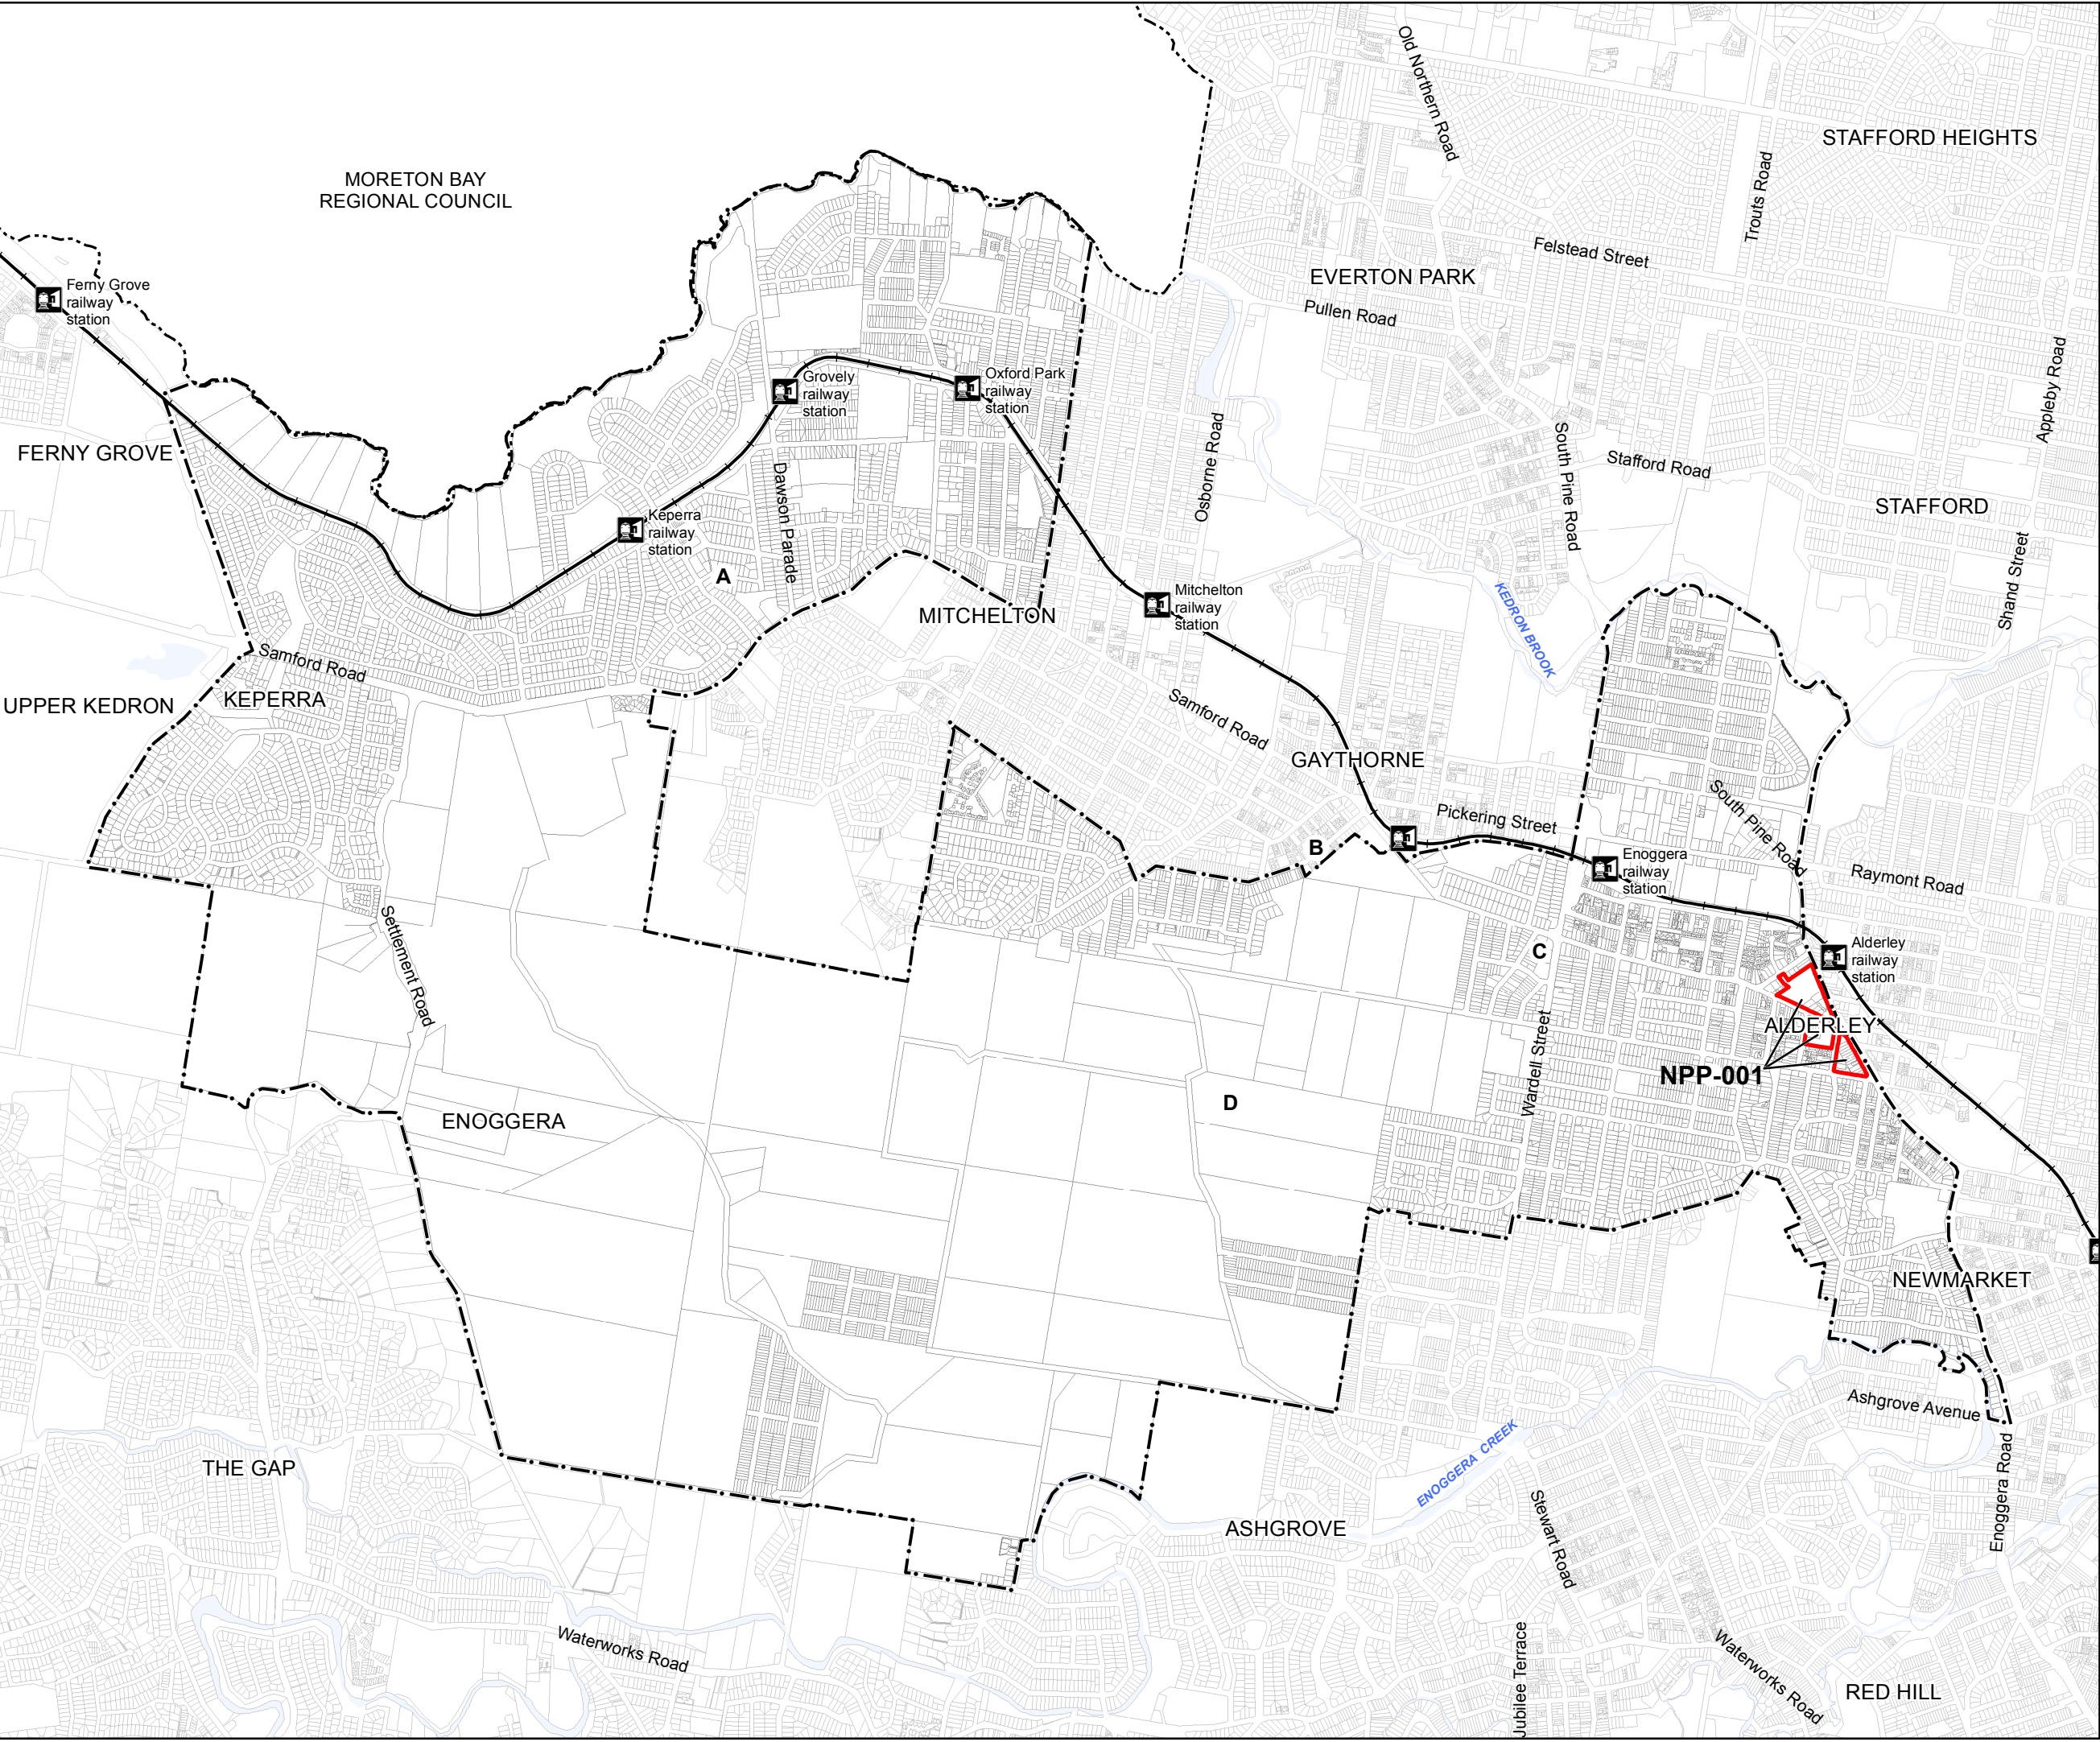 Old Northern Road
STAFFORD HEIGHTS
MORETON BAY
REGIONAL COUNCIL
Trouts Road
Felstead Street
EVERTON PARK
Ferny Grove
railway
station
Pullen Road
Appleby Road
Grovely
railway
station
Oxford Park
railway
station
FERNY GROVE
Osborne Road
South Pine Road
Stafford Road
Dawson Parade
STAFFORD
Keperra
railway
station
A
Shand Street
MITCHELTON
Mitchelton
railway
station
KEDRON BROOK
Samford Road
UPPER KEDRON
KEPERRA
Samford Road
GAYTHORNE
South Pine Road
Pickering Street
B
Enoggera
railway
station
Raymont Road
Settlement Road
C
Alderley
railway
station
ALDERLEY
Wardell Street
NPP-001
D
ENOGGERA
NEWMARKET
Ashgrove Avenue
THE GAP
ENOGGERA CREEK
Enoggera Road
ASHGROVE
Stewart Road
Waterworks Road
Jubilee Terrace
Waterworks Road
RED HILL